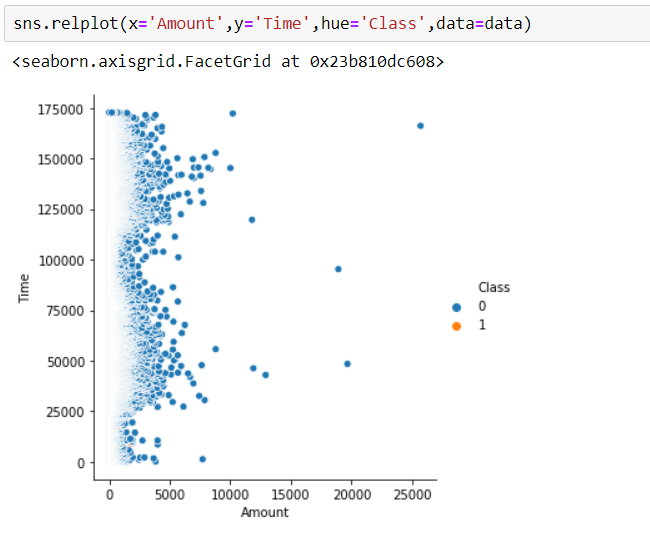 sns.relplot(x='Amount',y='Time',hue='Class',data=data)
<seaborn.axisgrid.FacetGrid at 0x23b810dc608>
175000
150000
125000
100000
75000
50000
25000
0
Time
0 5000 10000 15000 20000 25000
Amount
Class
0
1